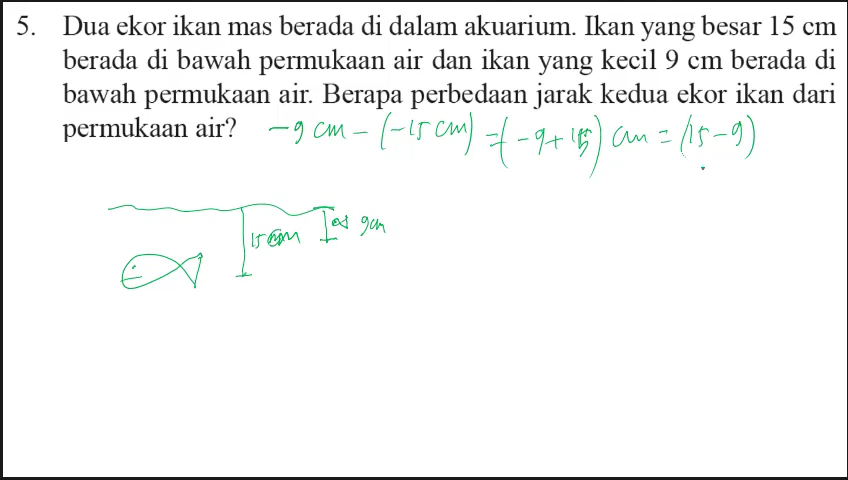 5. Dua ekor ikan mas berada di dalam akuarium. Ikan yang besar 15 cm
berada di bawah permukaan air dan ikan yang kecil 9 cm berada di
bawah permukaan air. Berapa perbedaan jarak kedua ekor ikan dari
permukaan air? -9 cm - (-15 cm) = (-9 + 15) cm = (15 - 9)
15 cm 9 cm